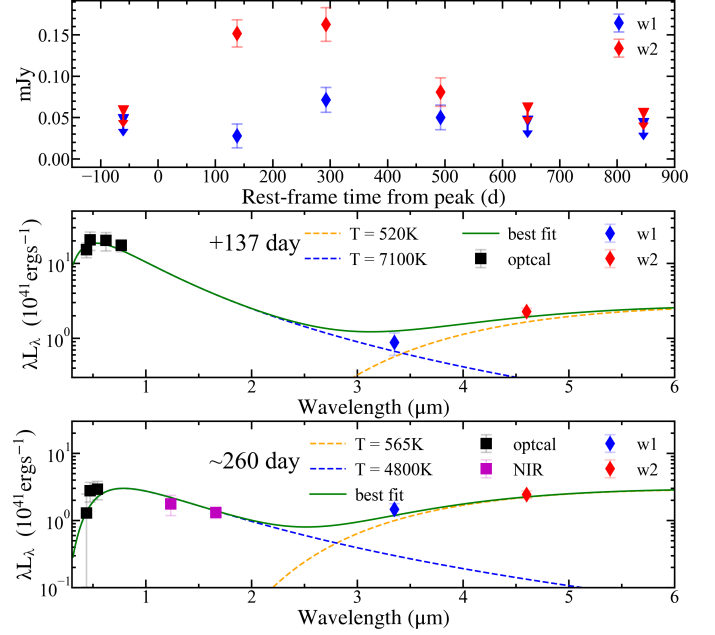 0.15
0.10
0.05
0.00
mJy
w1
w2
−100 0 100 200 300 400 500 600 700 800 900
Rest-frame time from peak (d)
10¹
10⁰
λL_λ (10⁴¹ergs⁻¹)
+137 day
T = 520K
T = 7100K
best fit
optcal
w1
w2
1 2 3 4 5 6
Wavelength (μm)
10¹
10⁰
10⁻¹
λL_λ (10⁴¹ergs⁻¹)
~260 day
T = 565K
T = 4800K
best fit
optcal
NIR
w1
w2
1 2 3 4 5 6
Wavelength (μm)